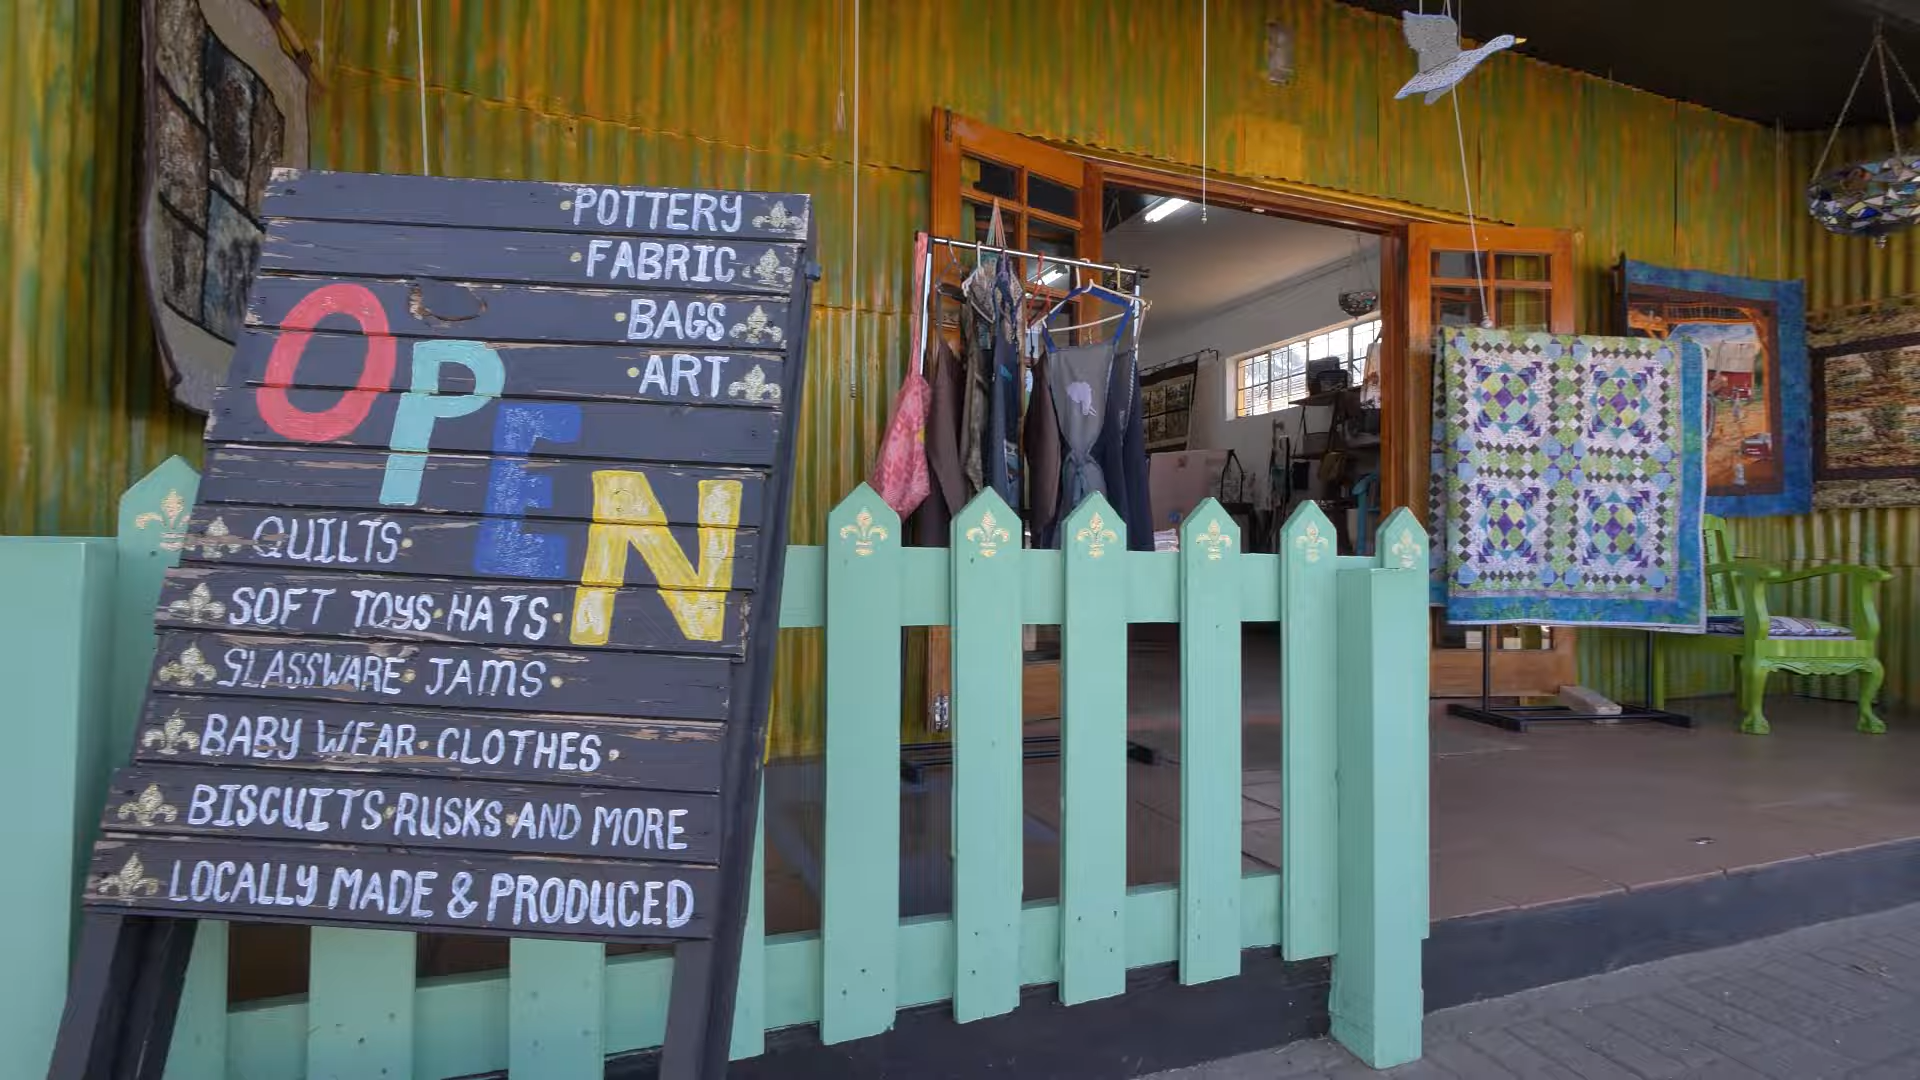 •POTTERY
•FABRIC
•BAGS
•ART
OPEN
QUILTS•
SOFT TOYS•HATS•
GLASSWARE•JAMS•
BABY WEAR•CLOTHES•
BISCUITS•RUSKS•AND MORE
LOCALLY MADE & PRODUCED